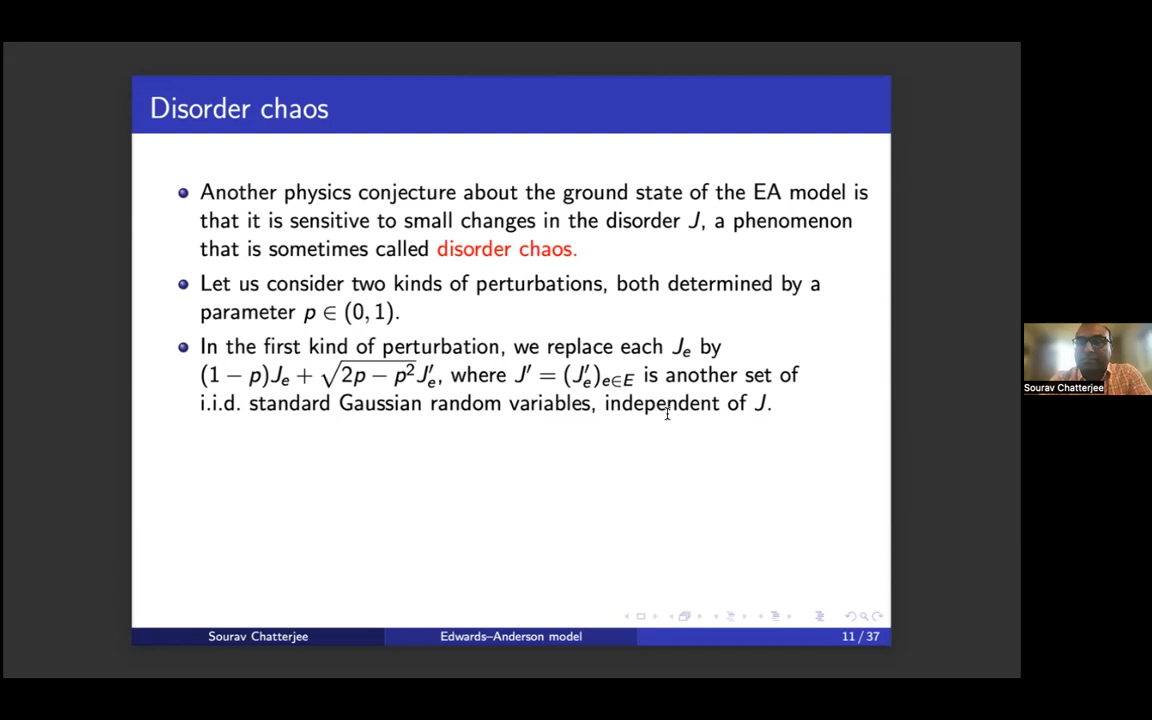 Disorder chaos
Another physics conjecture about the ground state of the EA model is
that it is sensitive to small changes in the disorder J, a phenomenon
that is sometimes called disorder chaos.
Let us consider two kinds of perturbations, both determined by a
parameter p ∈ (0, 1).
In the first kind of perturbation, we replace each Jₑ by
(1 − p)Jₑ + √(2p − p²)J′ₑ, where J′ = (J′ₑ)ₑ∈E is another set of
i.i.d. standard Gaussian random variables, independent of J.
Sourav Chatterjee
Sourav Chatterjee
Edwards–Anderson model
11 / 37